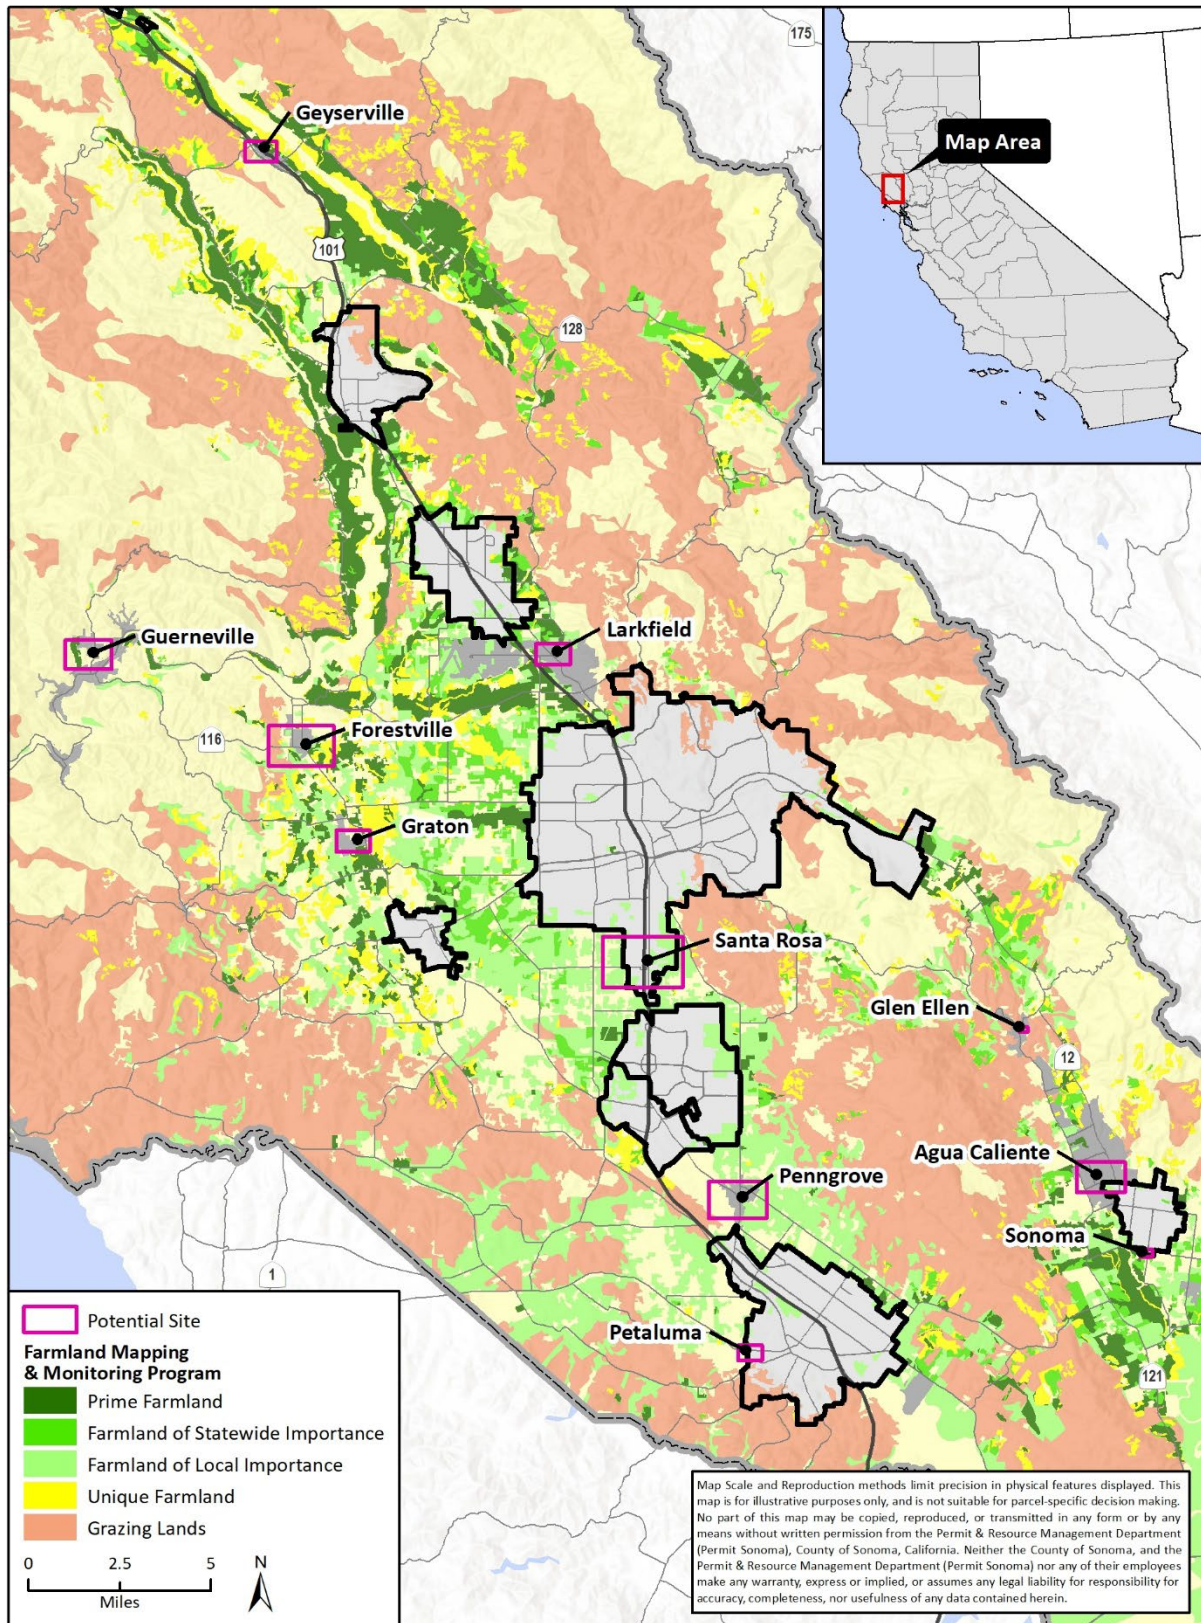 175
Geyserville
Map Area
101
128
Guerneville
Larkfield
116
Forestville
Graton
Santa Rosa
Glen Ellen
12
Agua Caliente
Penngrove
Sonoma
1
Petaluma
121
Potential Site
Farmland Mapping
& Monitoring Program
Prime Farmland
Farmland of Statewide Importance
Farmland of Local Importance
Unique Farmland
Grazing Lands
0 2.5 5
Miles
N
Map Scale and Reproduction methods limit precision in physical features displayed. This
map is for illustrative purposes only, and is not suitable for parcel-specific decision making.
No part of this map may be copied, reproduced, or transmitted in any form or by any
means without written permission from the Permit & Resource Management Department
(Permit Sonoma), County of Sonoma, California. Neither the County of Sonoma, and the
Permit & Resource Management Department (Permit Sonoma) nor any of their employees
make any warranty, express or implied, or assumes any legal liability for responsibility for
accuracy, completeness, nor usefulness of any data contained herein.